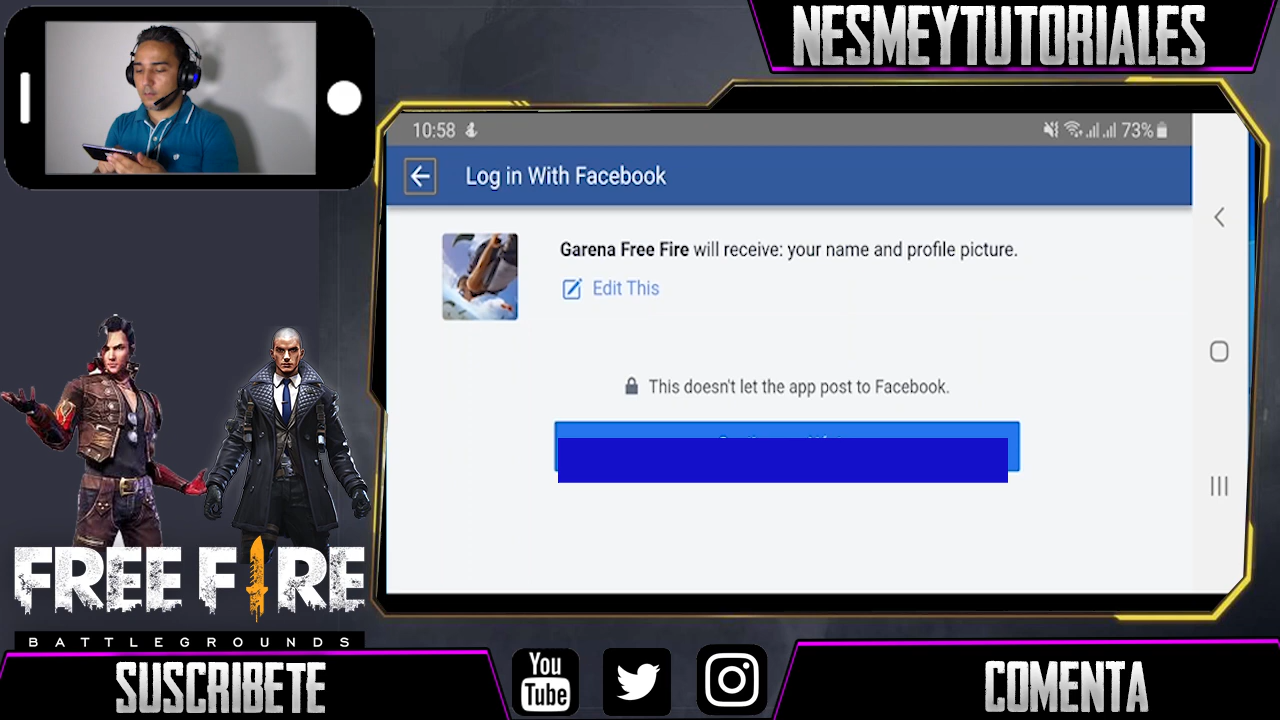 NESMEYTUTORIALES
10:58
73%
Log in With Facebook
Garena Free Fire will receive: your name and profile picture.
Edit This
This doesn't let the app post to Facebook.
FREE FIRE
BATTLEGROUNDS
SUSCRIBETE
You
Tube
COMENTA